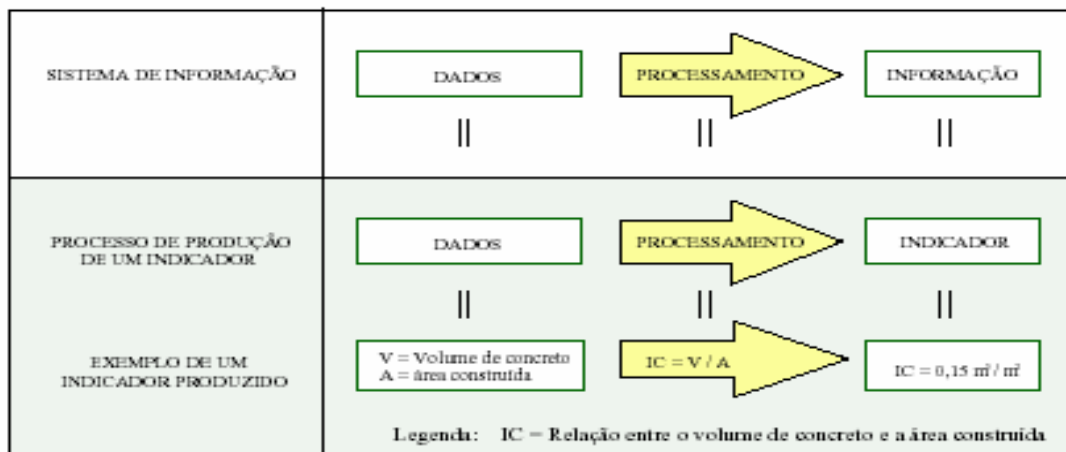 SISTEMA DE INFORMAÇÃO
DADOS
PROCESSAMENTO
INFORMAÇÃO
PROCESSO DE PRODUÇÃO
DE UM INDICADOR
DADOS
PROCESSAMENTO
INDICADOR
EXEMPLO DE UM
INDICADOR PRODUZIDO
V = Volume de concreto
A = área construída
IC = V / A
IC = 0,15 m³/m²
Legenda: IC = Relação entre o volume de concreto e a área construída